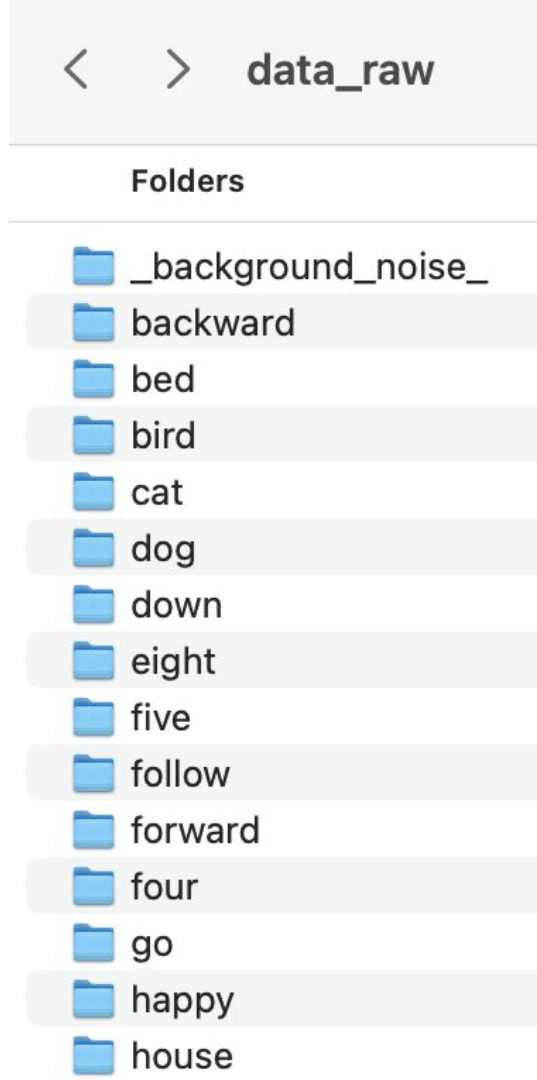 data_raw
Folders
_background_noise_
backward
bed
bird
cat
dog
down
eight
five
follow
forward
four
go
happy
house